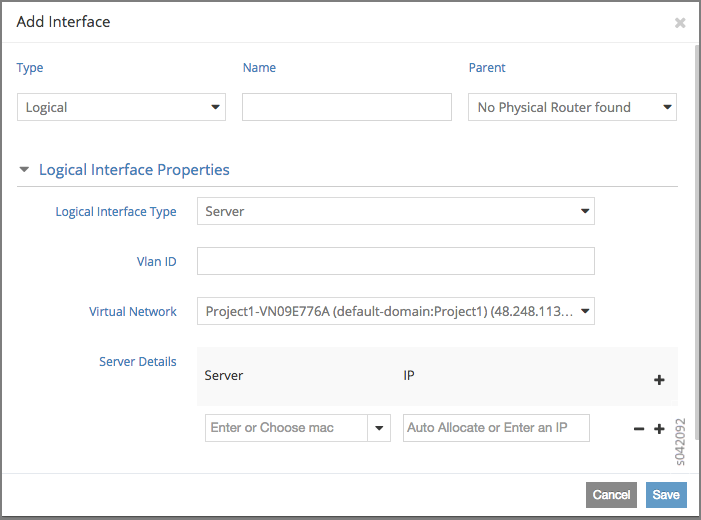 Add Interface
×
Type
Name
Parent
Logical
No Physical Router found
Logical Interface Properties
Logical Interface Type
Server
Vlan ID
Virtual Network
Project1-VN09E776A (default-domain:Project1) (48.248.113...
Server Details
Server
IP
+
Enter or Choose mac
Auto Allocate or Enter an IP
− +
s042092
Cancel
Save